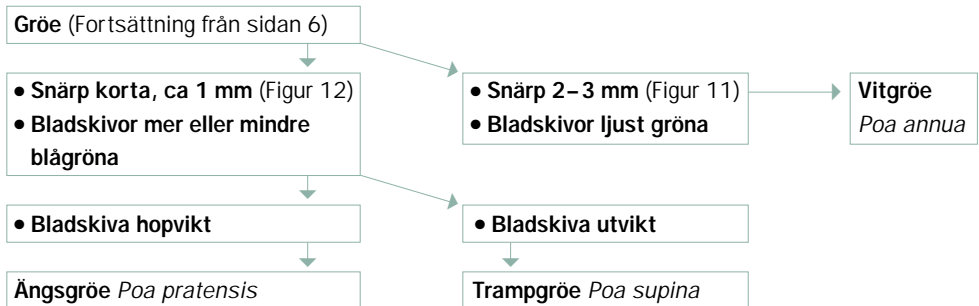 Gröe (Fortsättning från sidan 6)
• Snärp korta, ca 1 mm (Figur 12)
• Bladskivor mer eller mindre
blågröna
• Snärp 2–3 mm (Figur 11)
• Bladskivor ljust gröna
Vitgröe
Poa annua
• Bladskiva hopvikt
• Bladskiva utvikt
Ängsgröe Poa pratensis
Trampgröe Poa supina